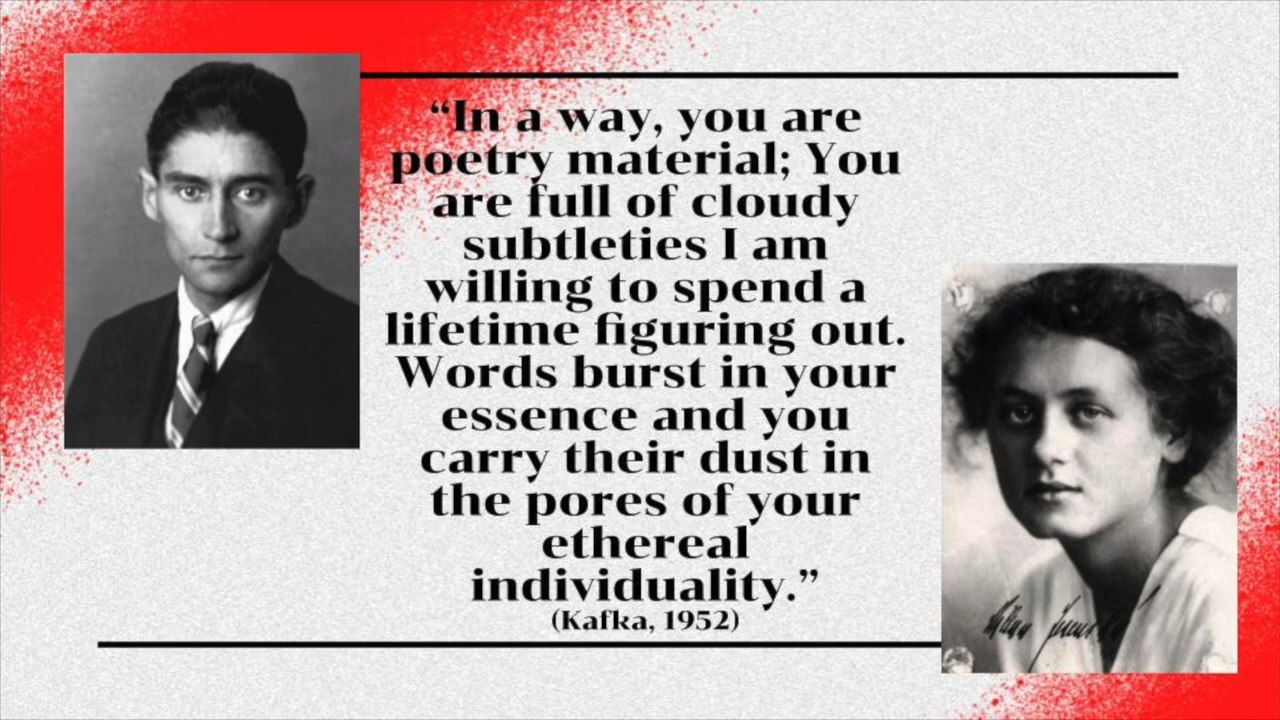 “In a way, you are
poetry material; You
are full of cloudy
subtleties I am
willing to spend a
lifetime figuring out.
Words burst in your
essence and you
carry their dust in
the pores of your
ethereal
individuality.”
(Kafka, 1952)